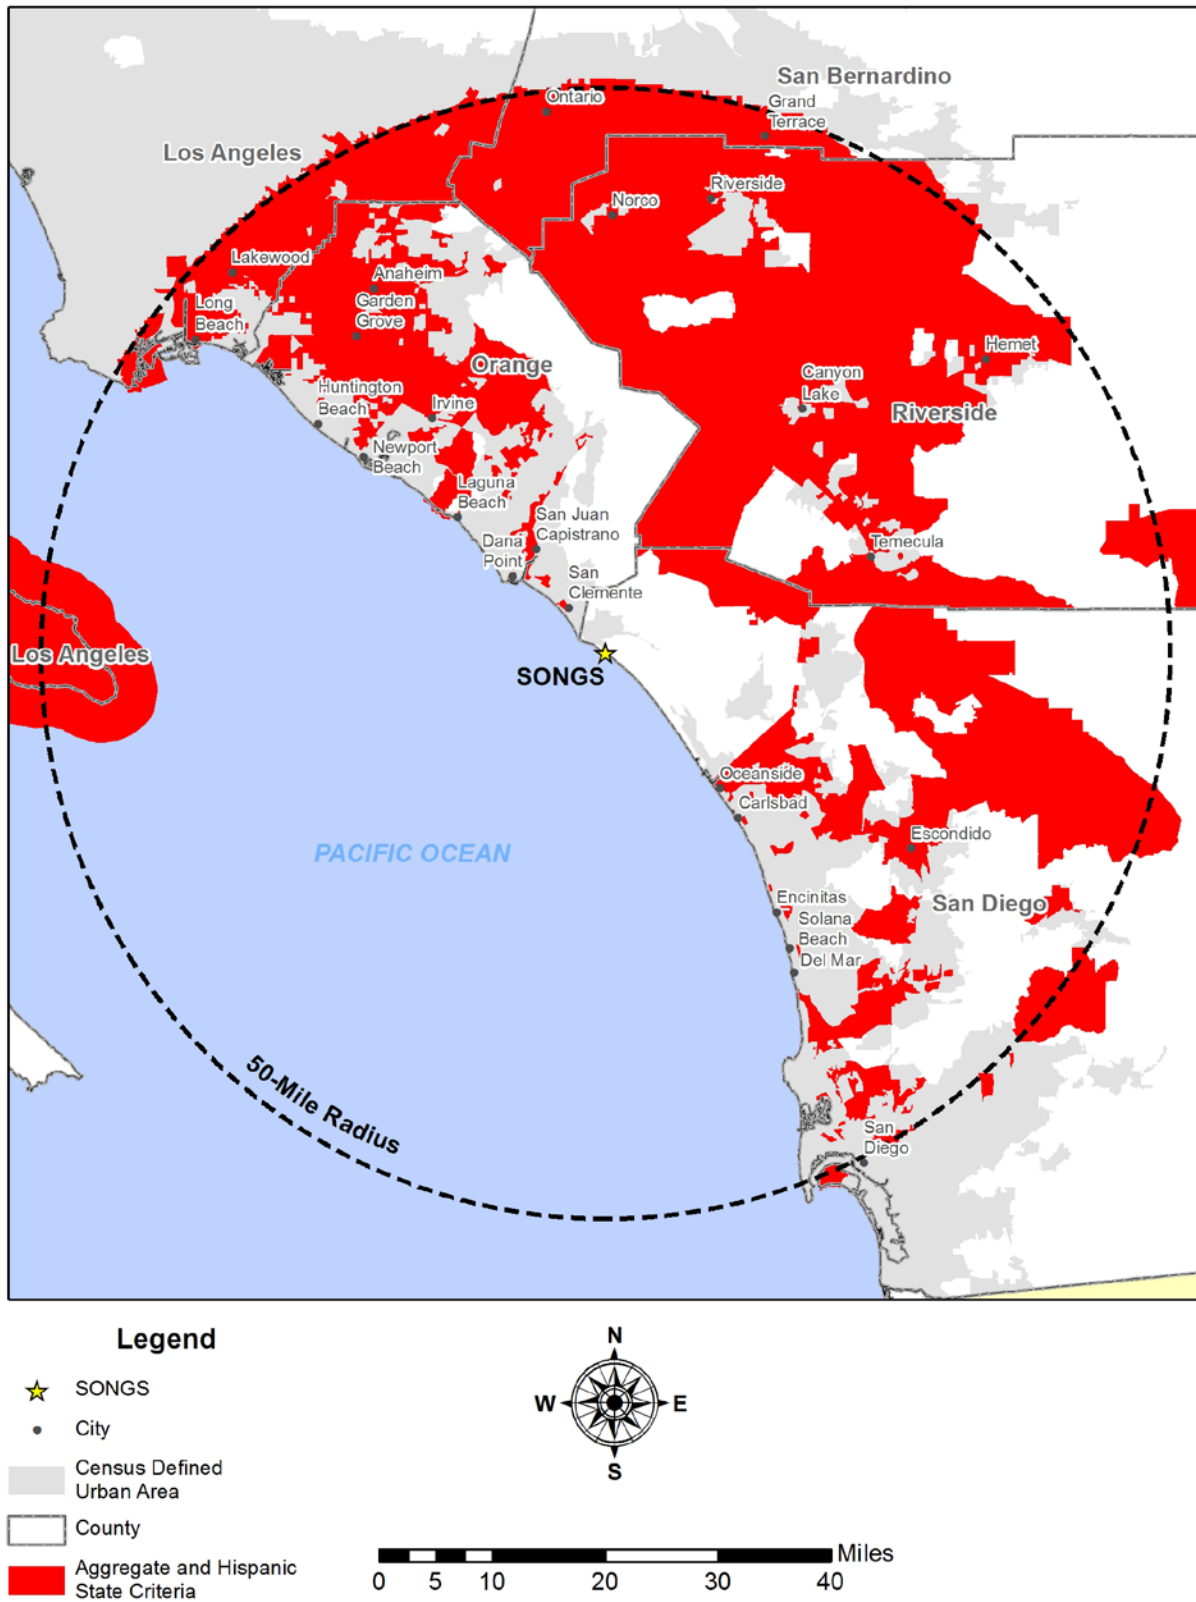 San Bernardino
Ontario
Grand
Terrace
Los Angeles
Norco
Riverside
Lakewood
Anaheim
Long
Beach
Garden
Grove
Hemet
Orange
Canyon
Lake
Huntington
Beach
Irvine
Riverside
Newport
Beach
Laguna
Beach
San Juan
Capistrano
Dana
Point
Temecula
San
Clemente
Los Angeles
SONGS
Oceanside
Carlsbad
Escondido
PACIFIC OCEAN
Encinitas
San Diego
Solana
Beach
Del Mar
50-Mile Radius
San
Diego
Legend
SONGS
City
Census Defined
Urban Area
County
Aggregate and Hispanic
State Criteria
N
W E
S
Miles
0 5 10 20 30 40